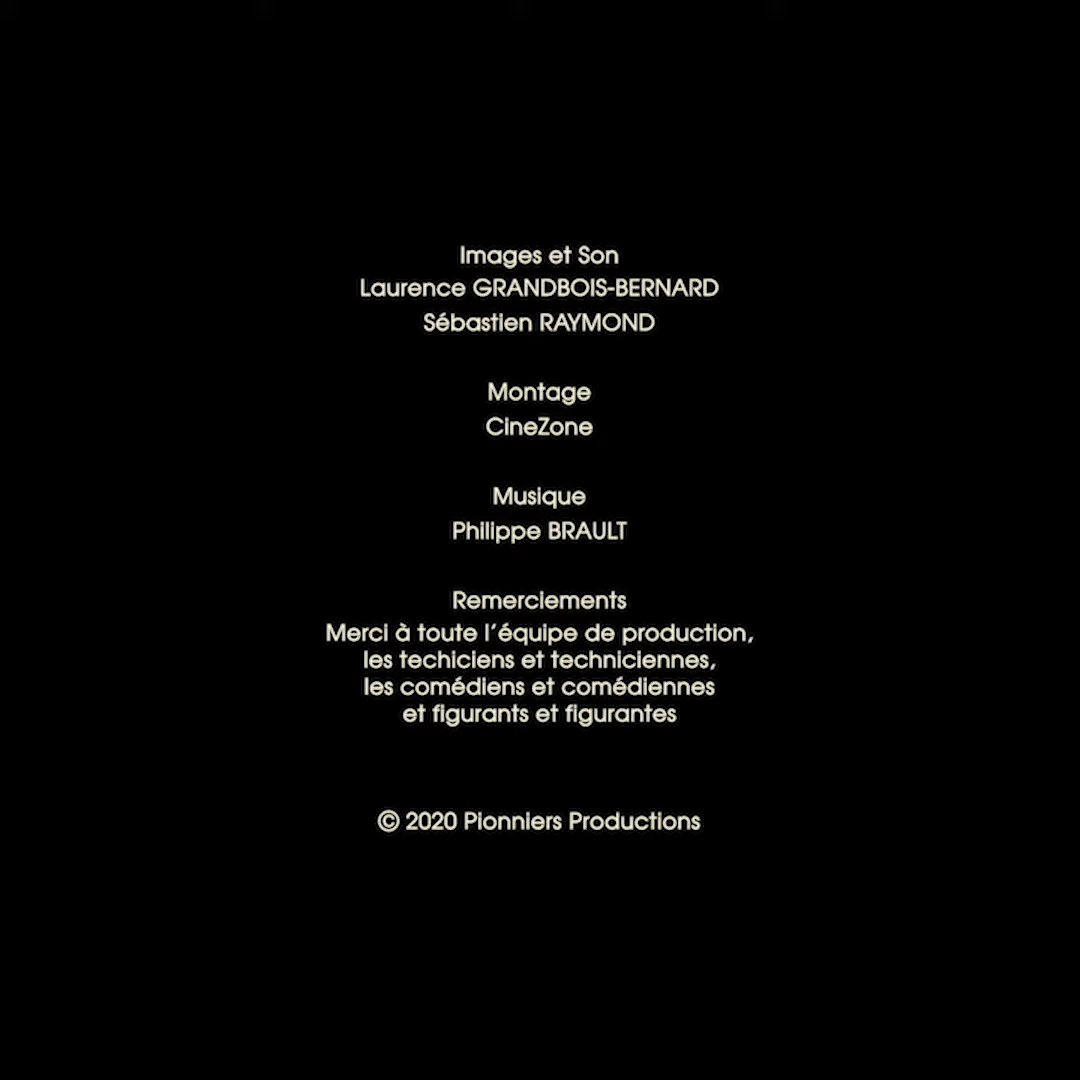 Images et Son
Laurence GRANDBOIS-BERNARD
Sébastien RAYMOND
Montage
CineZone
Musique
Philippe BRAULT
Remerciements
Merci à toute l'équipe de production,
les techiciens et techniciennes,
les comédiens et comédiennes
et figurants et figurantes
© 2020 Pionniers Productions